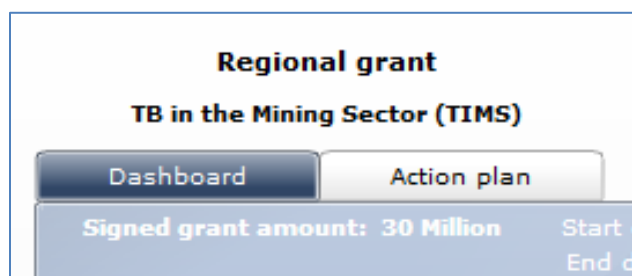 Regional grant
TB in the Mining Sector (TIMS)
Dashboard Action plan
Signed grant amount: 30 Million Start
End